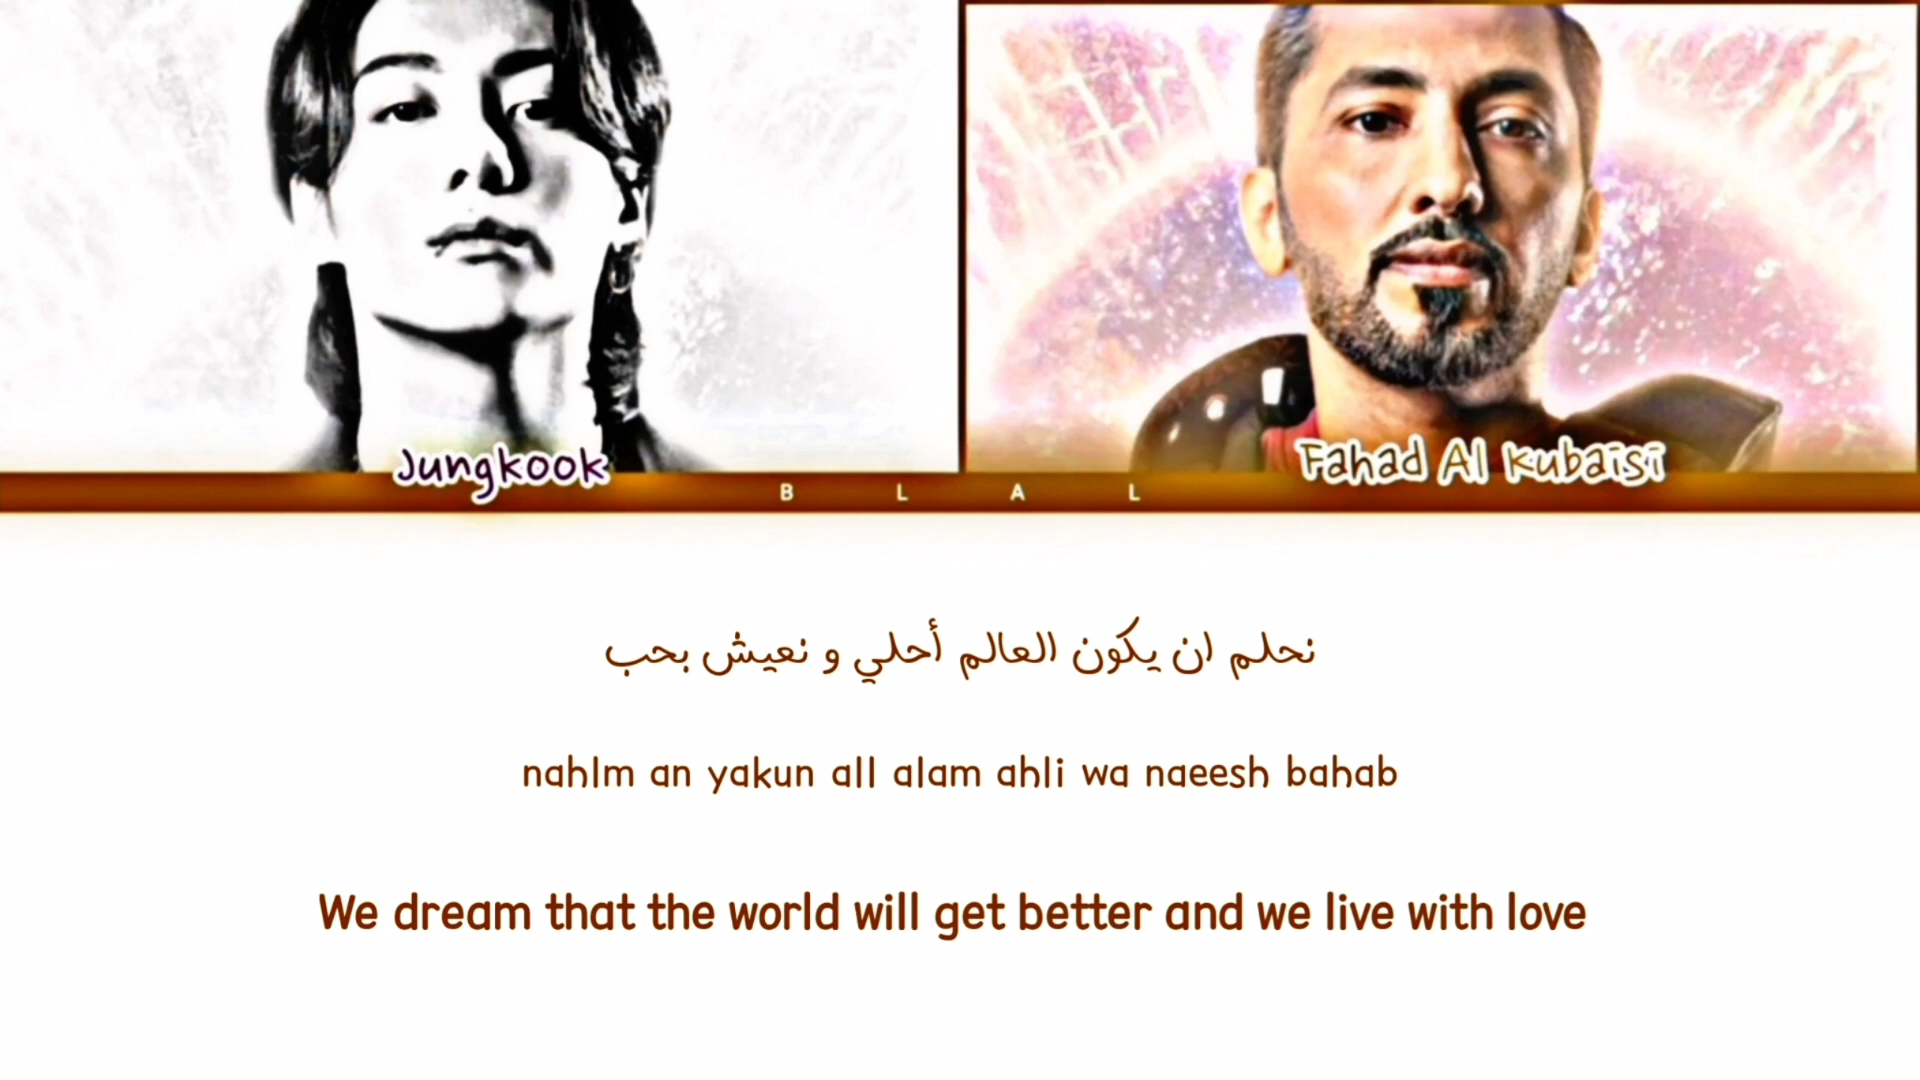 Jungkook
Fahad Al Kubaisi
B L A L
نحلم ان يكون العالم أحلي و نعيش بحب
nahlm an yakun all alam ahli wa naeesh bahab
We dream that the world will get better and we live with love